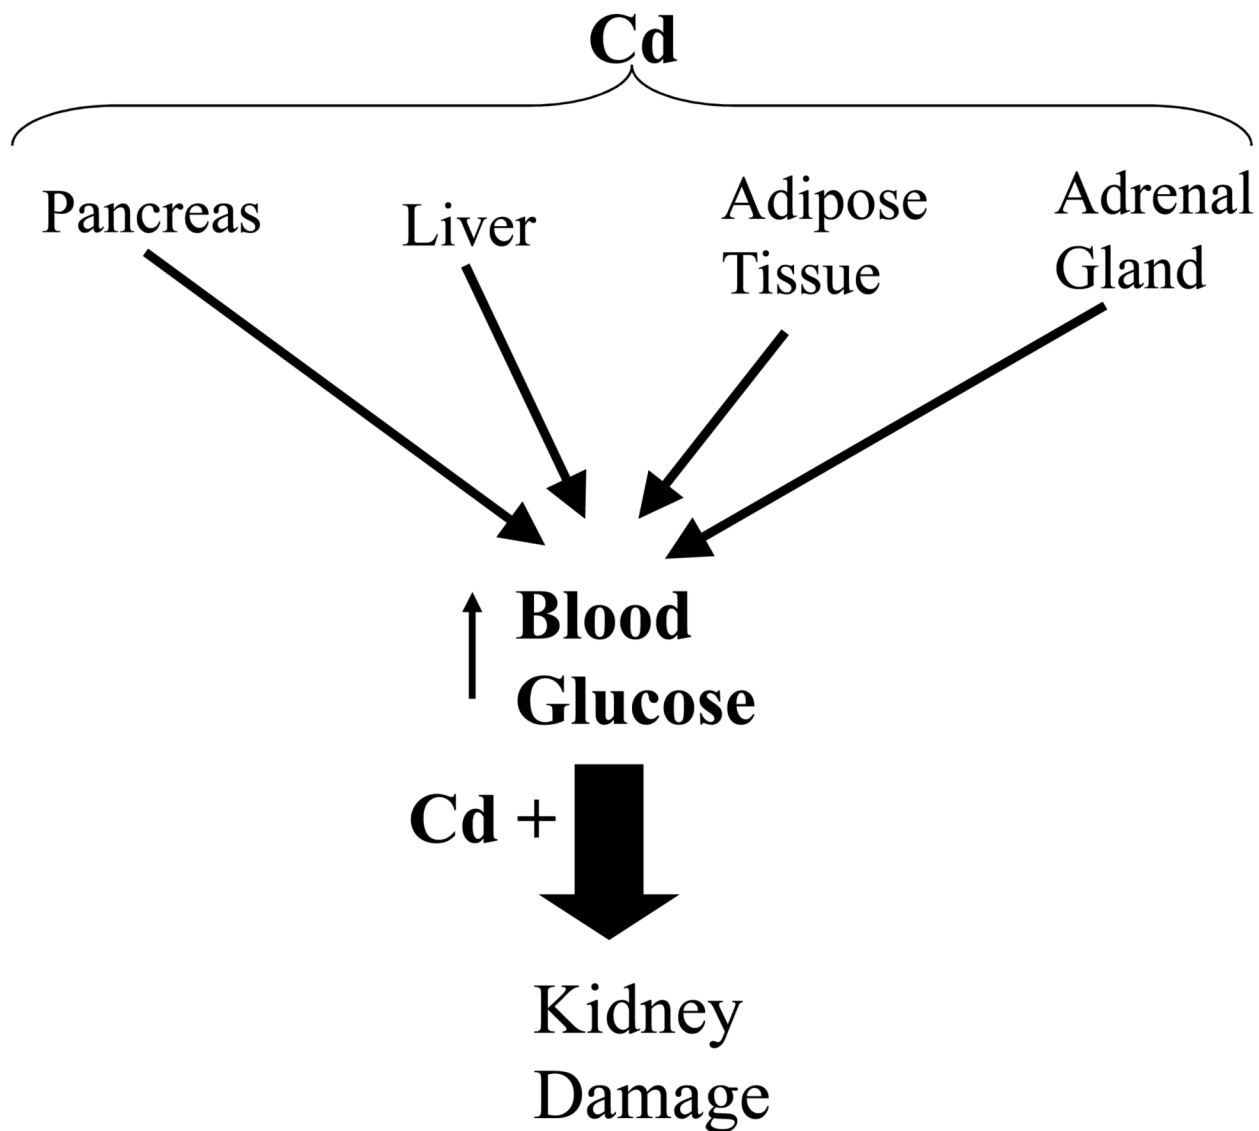 Cd
Pancreas
Liver
Adipose
Tissue
Adrenal
Gland
Blood
Glucose
Cd +
Kidney
Damage